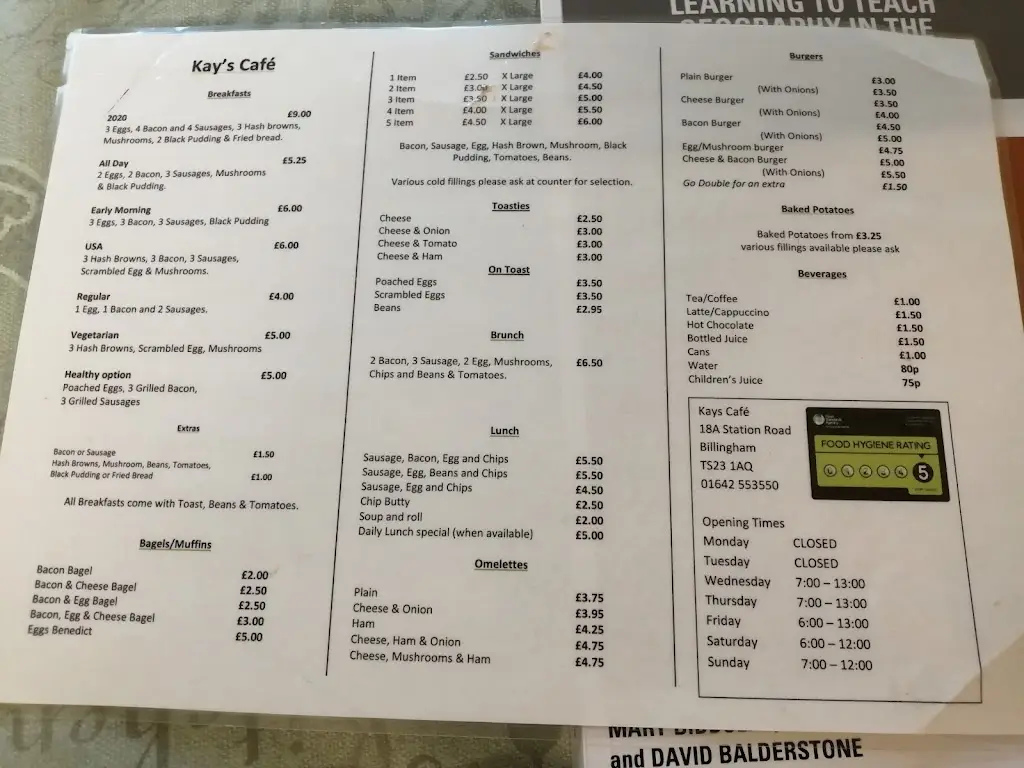 LEARNING TO TEACH
GEOGRAPHY IN THE
Kay's Café
Breakfasts
2020 £9.00
3 Eggs, 4 Bacon and 4 Sausages, 3 Hash browns,
Mushrooms, 2 Black Pudding & Fried bread.
All Day £5.25
2 Eggs, 2 Bacon, 3 Sausages, Mushrooms
& Black Pudding.
Early Morning £6.00
3 Eggs, 3 Bacon, 3 Sausages, Black Pudding
USA £6.00
3 Hash Browns, 3 Bacon, 3 Sausages,
Scrambled Egg & Mushrooms.
Regular £4.00
1 Egg, 1 Bacon and 2 Sausages.
Vegetarian £5.00
3 Hash Browns, Scrambled Egg, Mushrooms
Healthy option £5.00
Poached Eggs, 3 Grilled Bacon,
3 Grilled Sausages
Extras
Bacon or Sausage £1.50
Hash Browns, Mushroom, Beans, Tomatoes,
Black Pudding or Fried Bread £1.00
All Breakfasts come with Toast, Beans & Tomatoes.
Bagels/Muffins
Bacon Bagel £2.00
Bacon & Cheese Bagel £2.50
Bacon & Egg Bagel £2.50
Bacon, Egg & Cheese Bagel £3.00
Eggs Benedict £5.00
Sandwiches
1 Item £2.50 X Large £4.00
2 Item £3.00 X Large £4.50
3 Item £3.50 X Large £5.00
4 Item £4.00 X Large £5.50
5 Item £4.50 X Large £6.00
Bacon, Sausage, Egg, Hash Brown, Mushroom, Black
Pudding, Tomatoes, Beans.
Various cold fillings please ask at counter for selection.
Toasties
Cheese £2.50
Cheese & Onion £3.00
Cheese & Tomato £3.00
Cheese & Ham £3.00
On Toast
Poached Eggs £3.50
Scrambled Eggs £3.50
Beans £2.95
Brunch
2 Bacon, 3 Sausage, 2 Egg, Mushrooms, £6.50
Chips and Beans & Tomatoes.
Lunch
Sausage, Bacon, Egg and Chips £5.50
Sausage, Egg, Beans and Chips £5.50
Sausage, Egg and Chips £4.50
Chip Butty £2.50
Soup and roll £2.00
Daily Lunch special (when available) £5.00
Omelettes
Plain £3.75
Cheese & Onion £3.95
Ham £4.25
Cheese, Ham & Onion £4.75
Cheese, Mushrooms & Ham £4.75
Burgers
Plain Burger £3.00
(With Onions) £3.50
Cheese Burger £3.50
(With Onions) £4.00
Bacon Burger £4.50
(With Onions) £5.00
Egg/Mushroom burger £4.75
Cheese & Bacon Burger £5.00
(With Onions) £5.50
Go Double for an extra £1.50
Baked Potatoes
Baked Potatoes from £3.25
various fillings available please ask
Beverages
Tea/Coffee £1.00
Latte/Cappuccino £1.50
Hot Chocolate £1.50
Bottled Juice £1.50
Cans £1.00
Water 80p
Children's Juice 75p
Kays Café
18A Station Road
Billingham
TS23 1AQ
01642 553550
FOOD HYGIENE RATING
5
Opening Times
Monday CLOSED
Tuesday CLOSED
Wednesday 7:00 – 13:00
Thursday 7:00 – 13:00
Friday 6:00 – 13:00
Saturday 6:00 – 12:00
Sunday 7:00 – 12:00
and DAVID BALDERSTONE